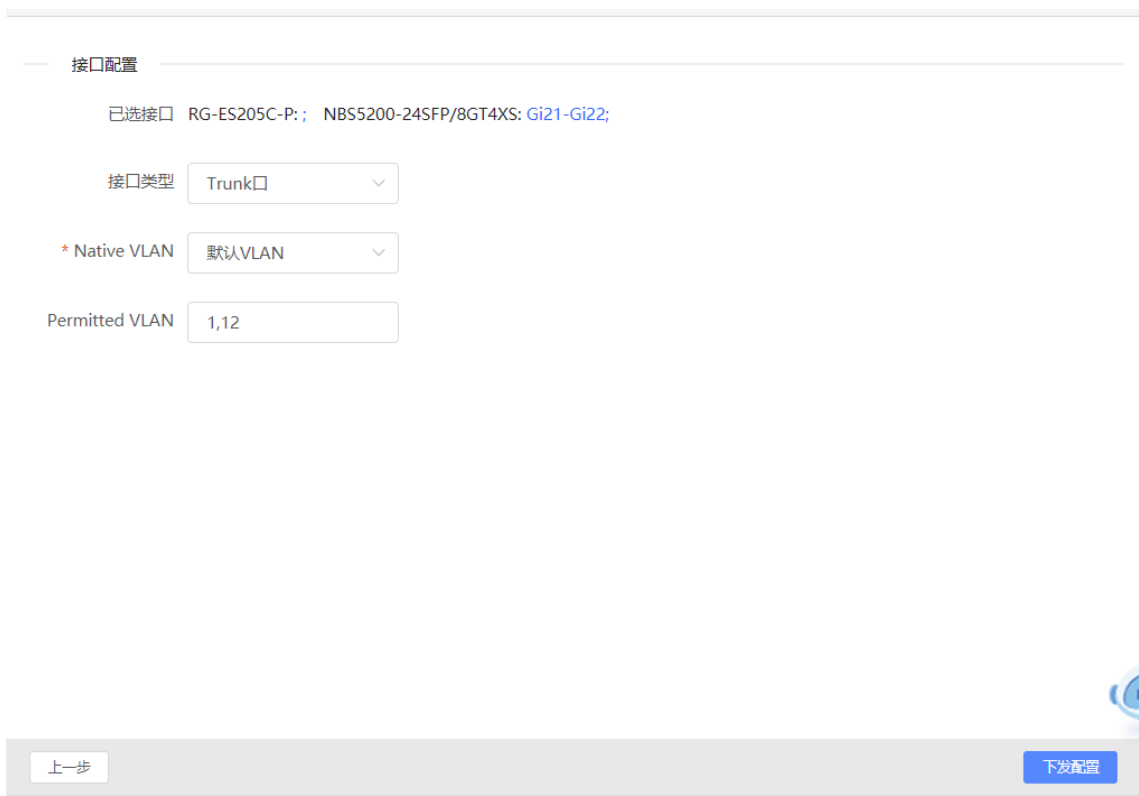 接口配置
已选接口 RG-ES205C-P: ; NBS5200-24SFP/8GT4XS: Gi21-Gi22;
接口类型 Trunk口
* Native VLAN 默认VLAN
Permitted VLAN 1,12
上一步 下发配置